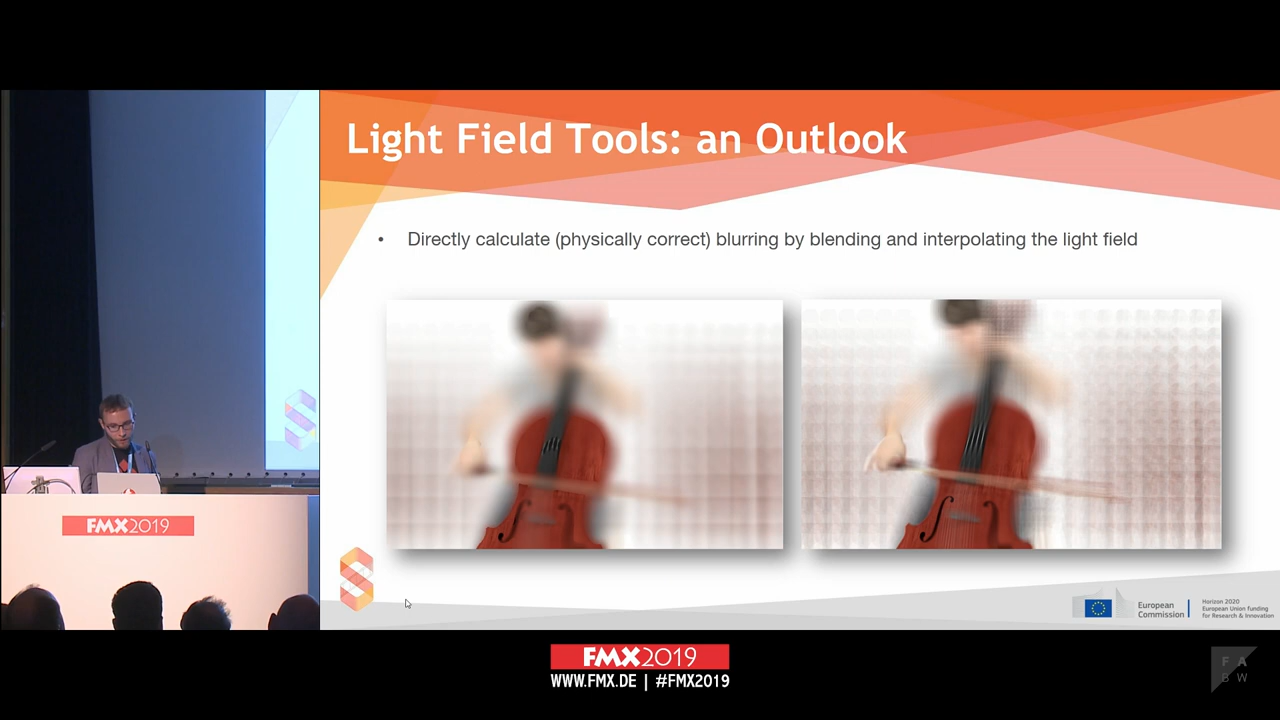 Light Field Tools: an Outlook
• Directly calculate (physically correct) blurring by blending and interpolating the light field
FMX2019
European
Commission
Horizon 2020
European Union funding
for Research & Innovation
FMX2019
WWW.FMX.DE | #FMX2019
F A
B W